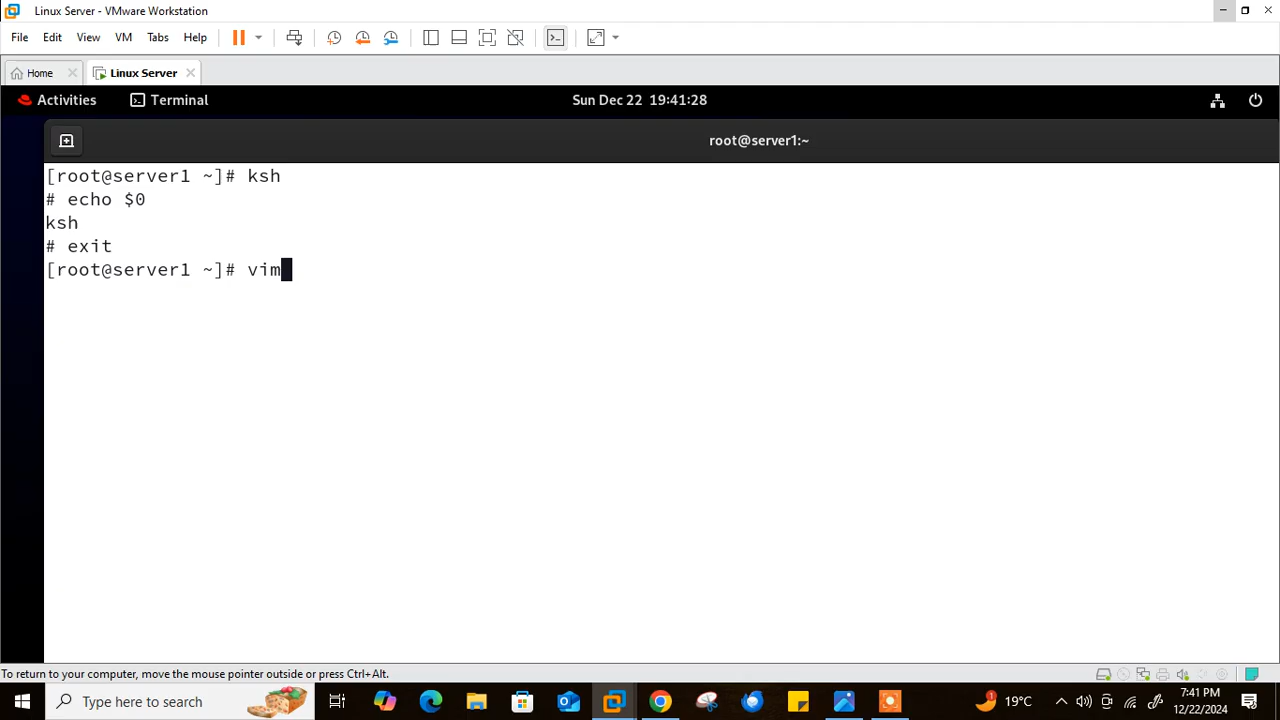 Linux Server - VMware Workstation
File Edit View VM Tabs Help
Home Linux Server
Activities Terminal Sun Dec 22 19:41:28
root@server1:~
[root@server1 ~]# ksh
# echo $0
ksh
# exit
[root@server1 ~]# vim
To return to your computer, move the mouse pointer outside or press Ctrl+Alt.
Type here to search 1 19°C 7:41 PM
12/22/2024